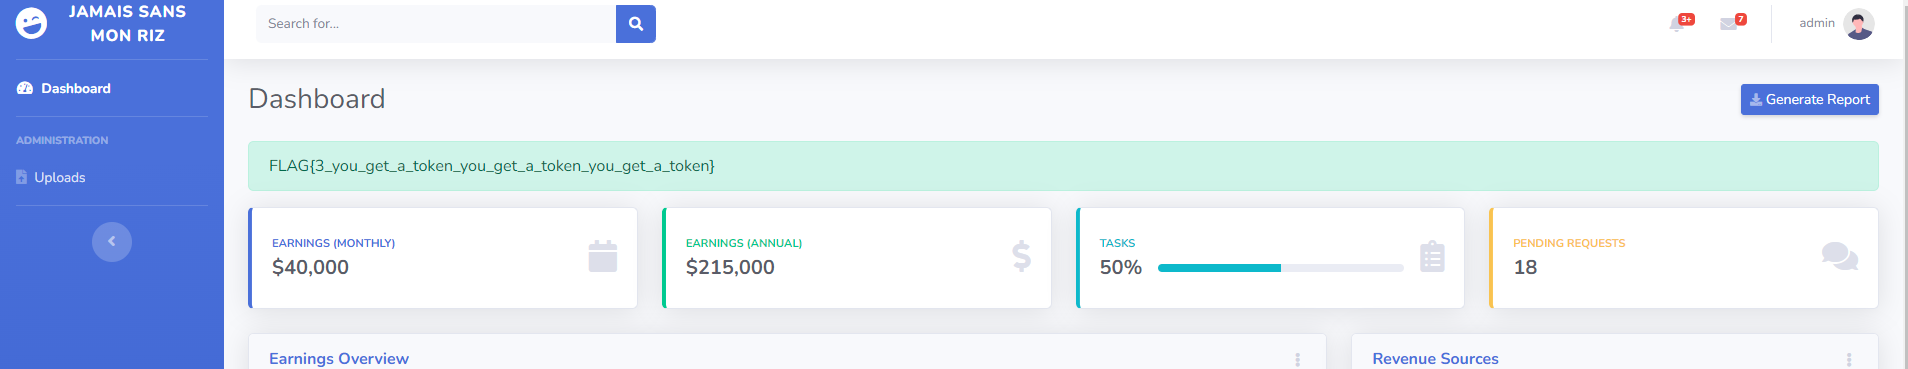 JAMAIS SANS
MON RIZ
Search for...
3+
7
admin
Dashboard
Dashboard
Generate Report
ADMINISTRATION
Uploads
FLAG{3_you_get_a_token_you_get_a_token_you_get_a_token}
EARNINGS (MONTHLY)
$40,000
EARNINGS (ANNUAL)
$215,000
TASKS
50%
PENDING REQUESTS
18
Earnings Overview
Revenue Sources